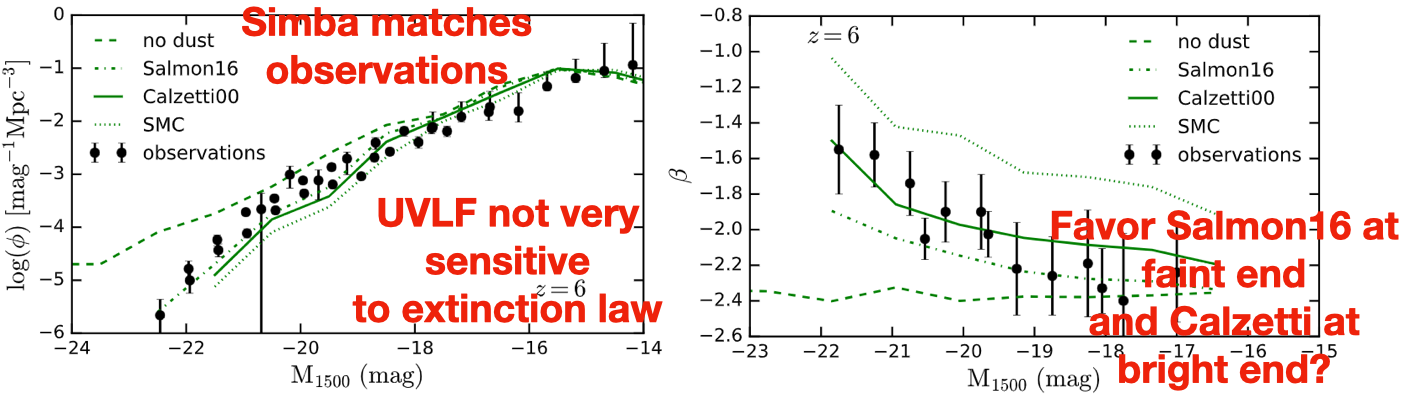 Simba matches
observations
no dust
Salmon16
Calzetti00
SMC
observations
UVLF not very
sensitive
to extinction law
z = 6
log(ϕ) [mag⁻¹Mpc⁻³]
0
−1
−2
−3
−4
−5
−6
−24
−22
−20
−18
−16
−14
M₁₅₀₀ (mag)
z = 6
no dust
Salmon16
Calzetti00
SMC
observations
Favor Salmon16 at
faint end
and Calzetti at
bright end?
β
−0.8
−1.0
−1.2
−1.4
−1.6
−1.8
−2.0
−2.2
−2.4
−2.6
−23
−22
−21
−20
−19
−18
−17
−16
−15
M₁₅₀₀ (mag)